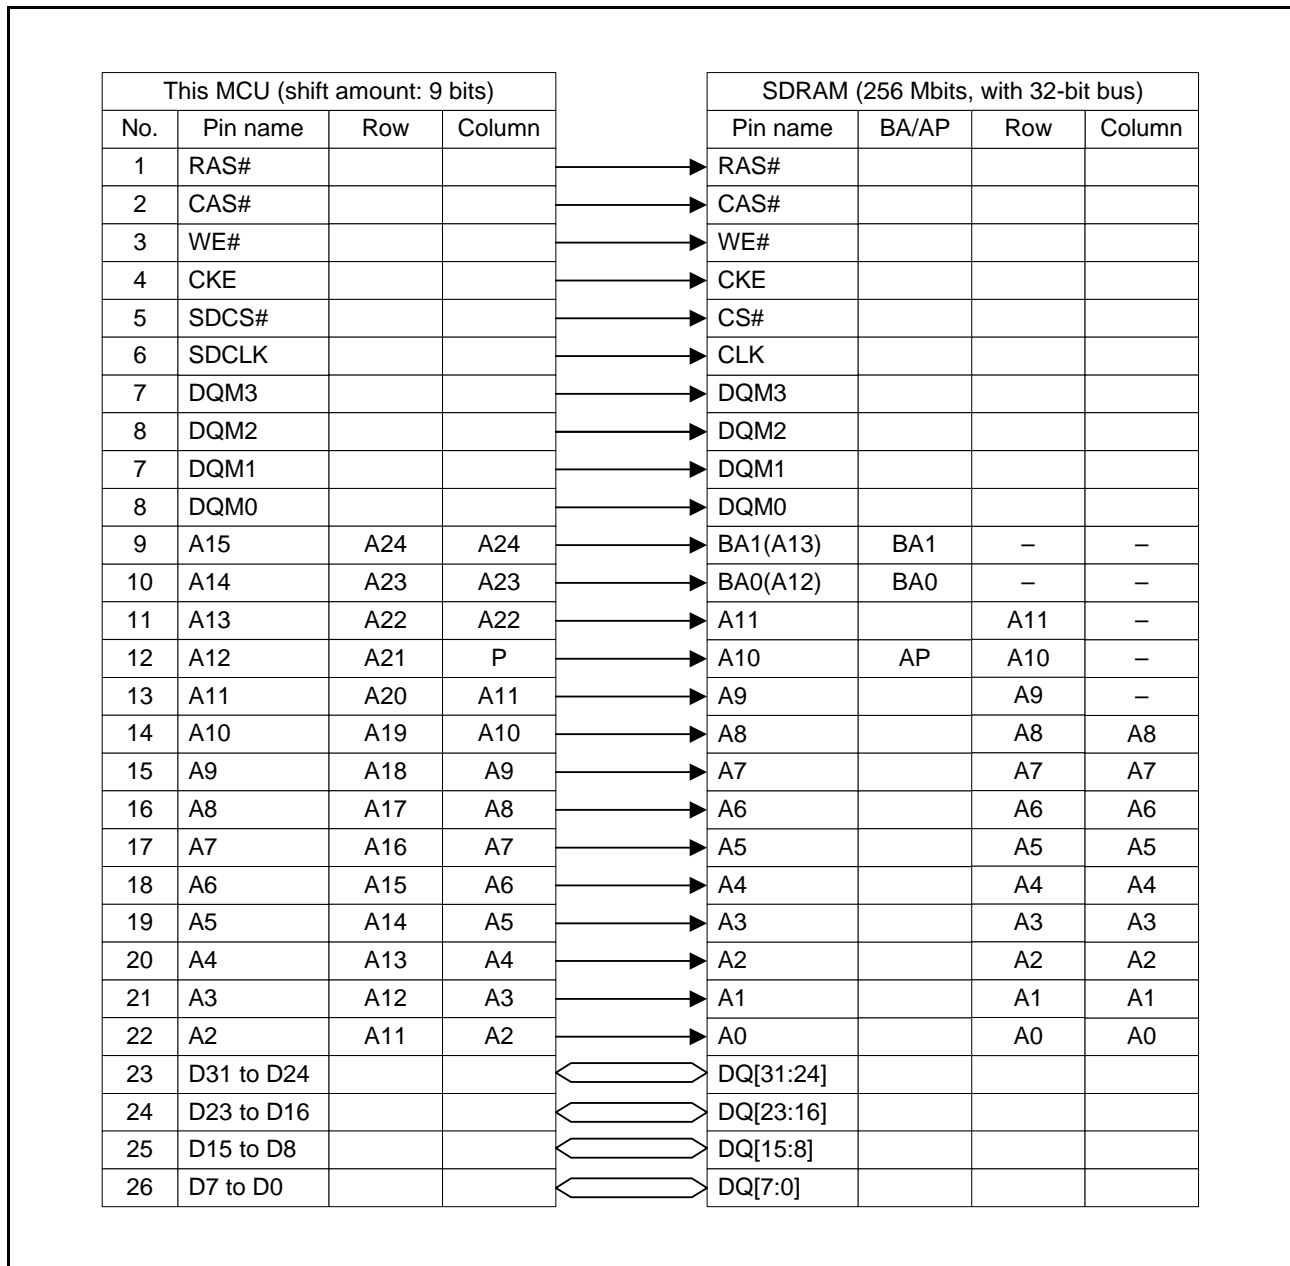 This MCU (shift amount: 9 bits) SDRAM (256 Mbits, with 32-bit bus)
No. Pin name Row Column Pin name BA/AP Row Column
1 RAS# RAS#
2 CAS# CAS#
3 WE# WE#
4 CKE CKE
5 SDCS# CS#
6 SDCLK CLK
7 DQM3 DQM3
8 DQM2 DQM2
7 DQM1 DQM1
8 DQM0 DQM0
9 A15 A24 A24 BA1(A13) BA1 – –
10 A14 A23 A23 BA0(A12) BA0 – –
11 A13 A22 A22 A11 A11 –
12 A12 A21 P A10 AP A10 –
13 A11 A20 A11 A9 A9 –
14 A10 A19 A10 A8 A8 A8
15 A9 A18 A9 A7 A7 A7
16 A8 A17 A8 A6 A6 A6
17 A7 A16 A7 A5 A5 A5
18 A6 A15 A6 A4 A4 A4
19 A5 A14 A5 A3 A3 A3
20 A4 A13 A4 A2 A2 A2
21 A3 A12 A3 A1 A1 A1
22 A2 A11 A2 A0 A0 A0
23 D31 to D24 DQ[31:24]
24 D23 to D16 DQ[23:16]
25 D15 to D8 DQ[15:8]
26 D7 to D0 DQ[7:0]